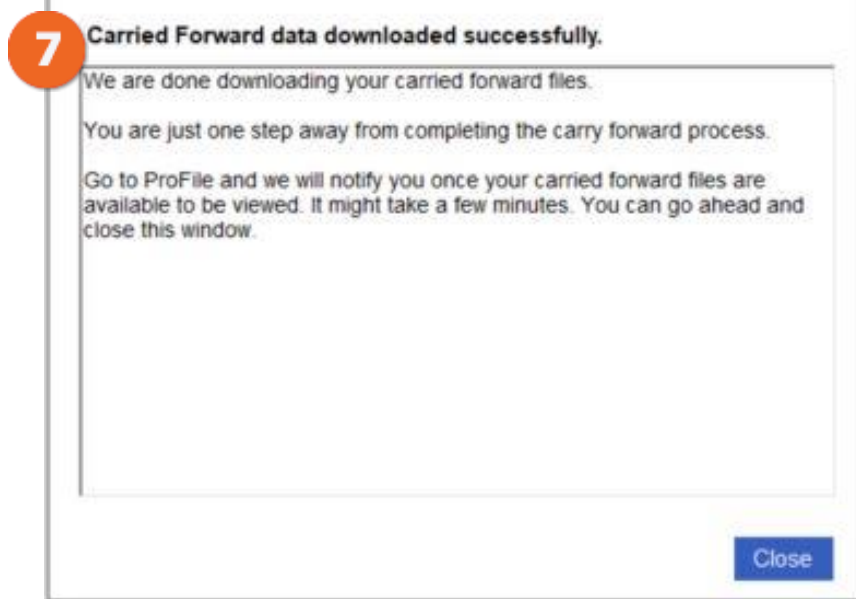 7
Carried Forward data downloaded successfully.
We are done downloading your carried forward files.
You are just one step away from completing the carry forward process.
Go to ProFile and we will notify you once your carried forward files are
available to be viewed. It might take a few minutes. You can go ahead and
close this window.
Close